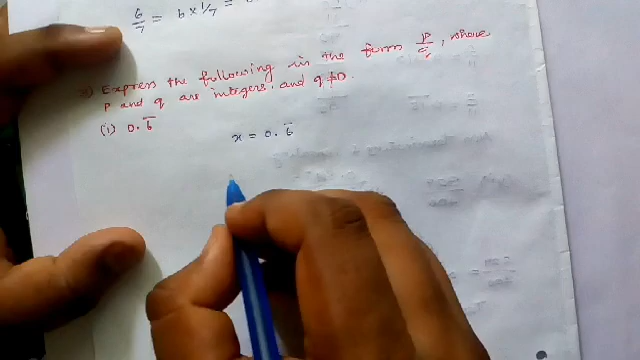 6/7 = 6 × 1/7 =
3) Express the following in the form p/q, where
p and q are integers and q ≠ 0.
(i) 0.6̅
x = 0.6̅